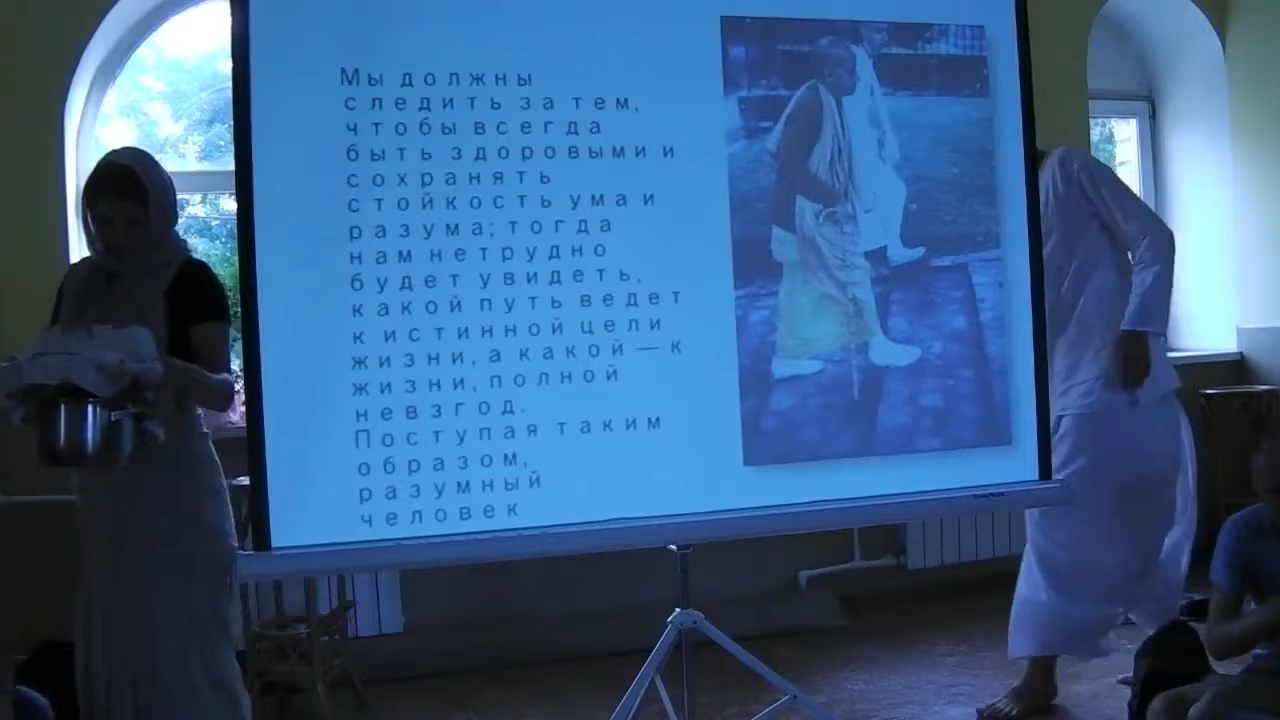 Мы должны
следить за тем,
чтобы всегда
быть здоровыми и
сохранять
стойкость ума и
разума; тогда
нам нетрудно
будет увидеть,
какой путь ведет
к истинной цели
жизни, а какой — к
жизни, полной
невзгод.
Поступая таким
образом,
разумный
человек